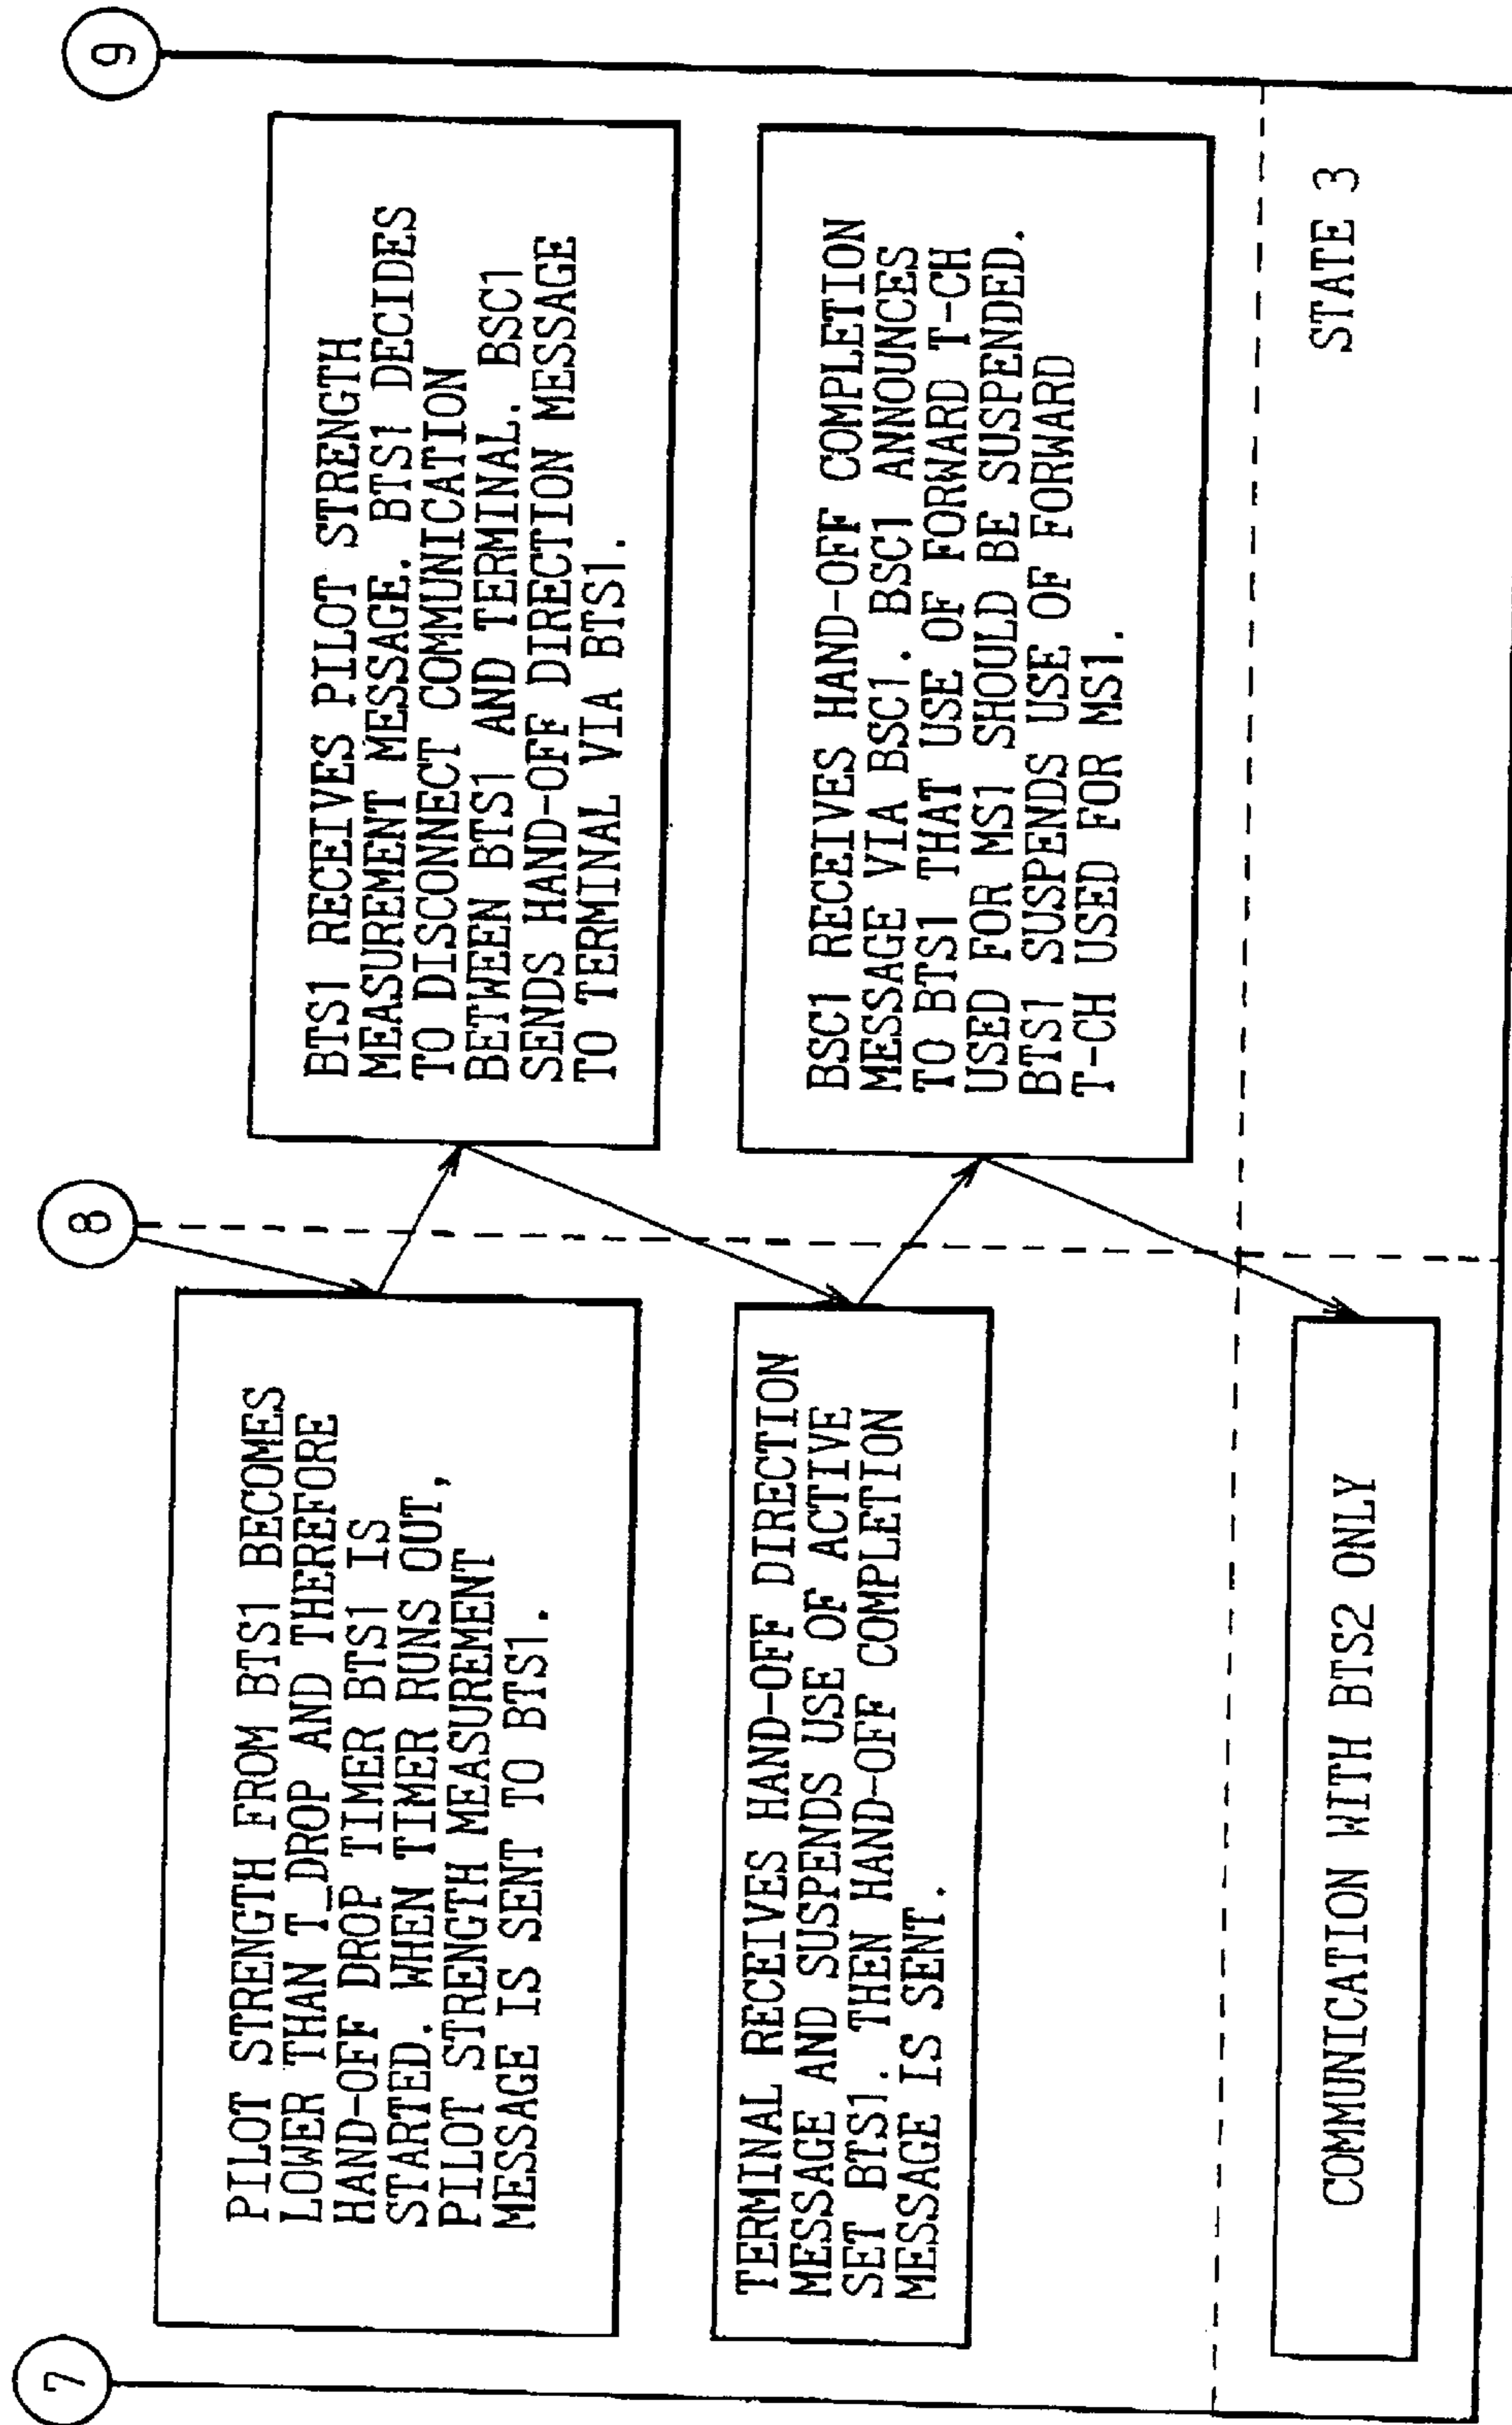 7
8
9
PILOT STRENGTH FROM BTS1 BECOMES
LOWER THAN T_DROP AND THEREFORE
HAND-OFF DROP TIMER BTS1 IS
STARTED. WHEN TIMER RUNS OUT,
PILOT STRENGTH MEASUREMENT
MESSAGE IS SENT TO BTS1.
BTS1 RECEIVES PILOT STRENGTH
MEASUREMENT MESSAGE. BTS1 DECIDES
TO DISCONNECT COMMUNICATION
BETWEEN BTS1 AND TERMINAL. BSC1
SENDS HAND-OFF DIRECTION MESSAGE
TO TERMINAL VIA BTS1.
TERMINAL RECEIVES HAND-OFF DIRECTION
MESSAGE AND SUSPENDS USE OF ACTIVE
SET BTS1. THEN HAND-OFF COMPLETION
MESSAGE IS SENT.
BSC1 RECEIVES HAND-OFF COMPLETION
MESSAGE VIA BSC1. BSC1 ANNOUNCES
TO BTS1 THAT USE OF FORWARD T-CH
USED FOR MS1 SHOULD BE SUSPENDED.
BTS1 SUSPENDS USE OF FORWARD
T-CH USED FOR MS1.
COMMUNICATION WITH BTS2 ONLY
STATE 3